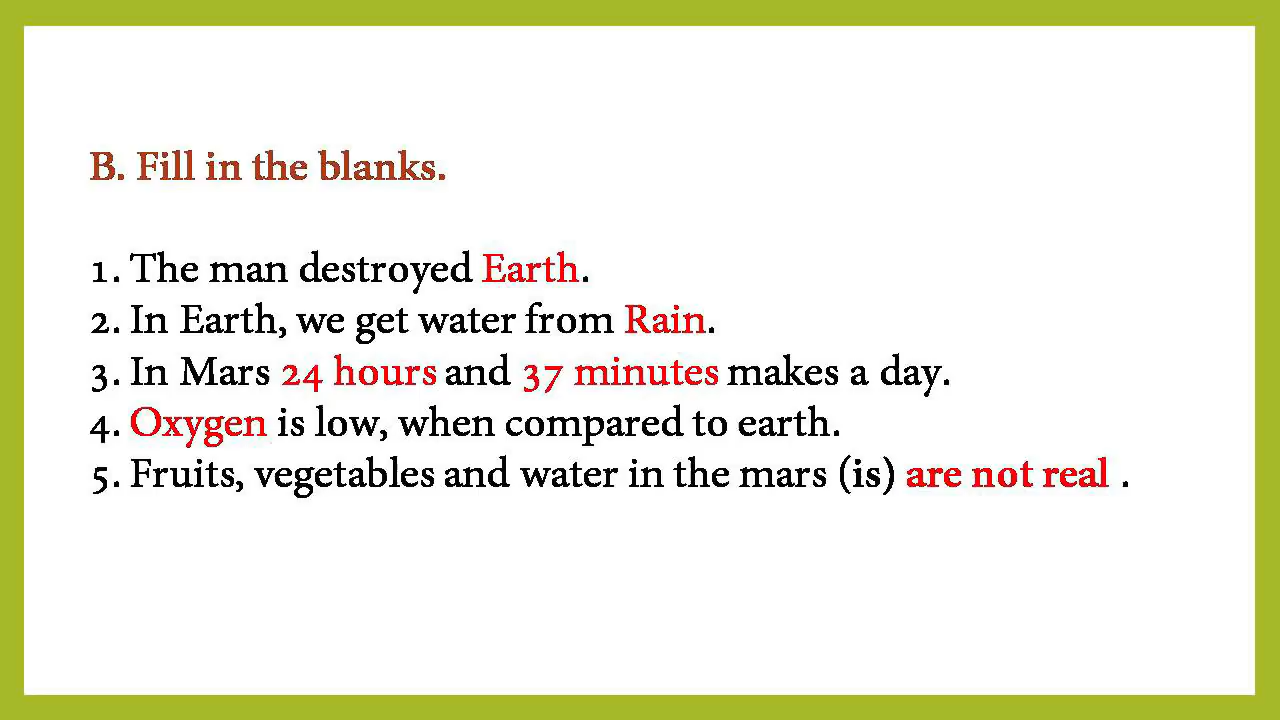 B. Fill in the blanks.
1. The man destroyed Earth.
2. In Earth, we get water from Rain.
3. In Mars 24 hours and 37 minutes makes a day.
4. Oxygen is low, when compared to earth.
5. Fruits, vegetables and water in the mars (is) are not real .